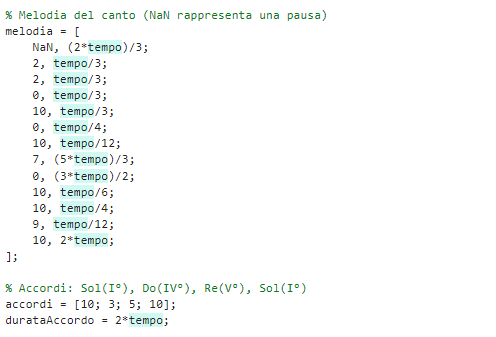 % Melodia del canto (NaN rappresenta una pausa)
melodia = [
    NaN, (2*tempo)/3;
    2, tempo/3;
    2, tempo/3;
    0, tempo/3;
    10, tempo/3;
    0, tempo/4;
    10, tempo/12;
    7, (5*tempo)/3;
    0, (3*tempo)/2;
    10, tempo/6;
    10, tempo/4;
    9, tempo/12;
    10, 2*tempo;
];
% Accordi: Sol(I°), Do(IV°), Re(V°), Sol(I°)
accordi = [10; 3; 5; 10];
durataAccordo = 2*tempo;